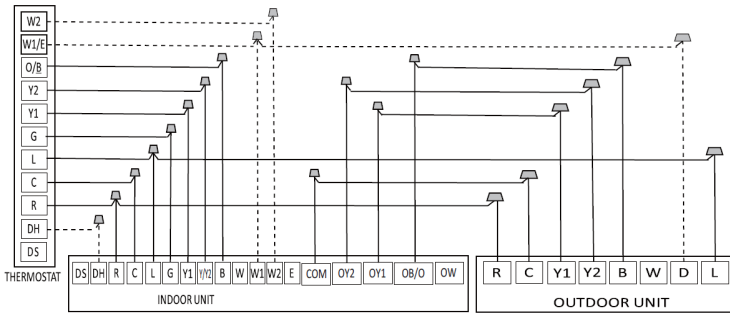 W2
W1/E
O/B
Y2
Y1
G
L
C
R
DH
DS
THERMOSTAT
DS DH R C L G Y1 Y/Y2 B W W1 W2 E COM OY2 OY1 OB/O OW
INDOOR UNIT
R C Y1 Y2 B W D L
OUTDOOR UNIT